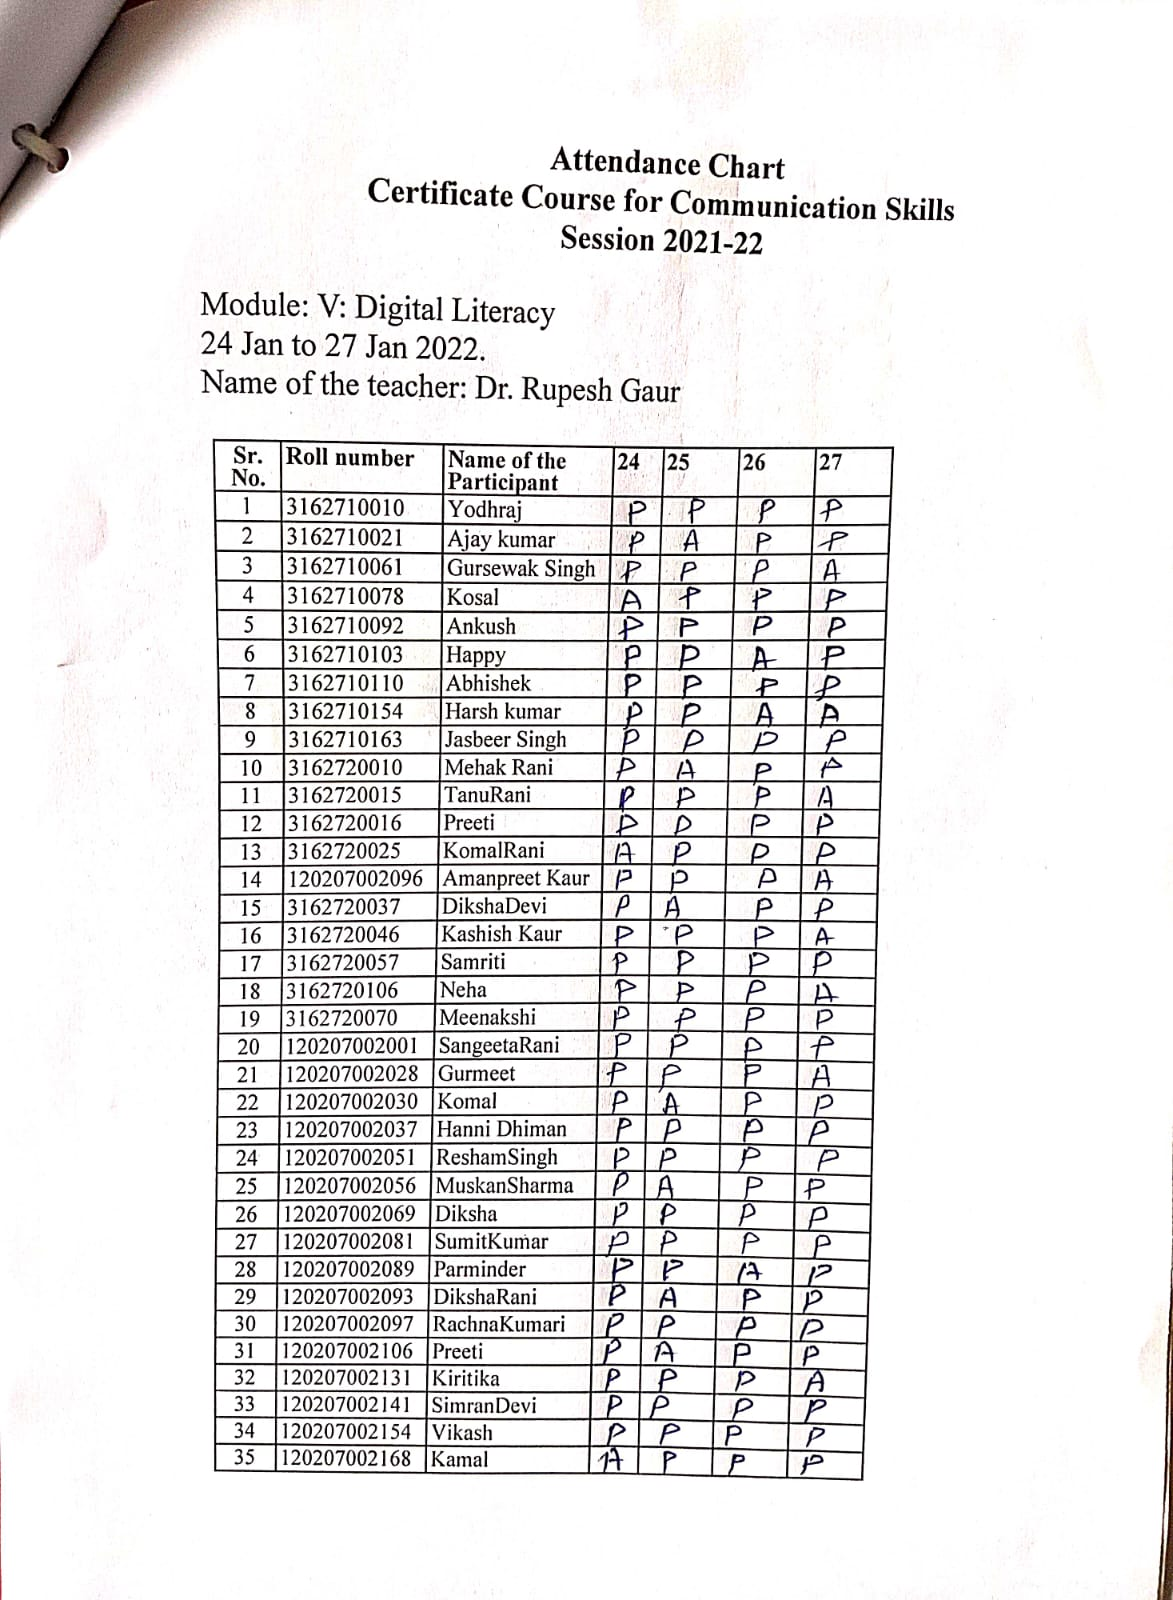 Attendance Chart
Certificate Course for Communication Skills
Session 2021-22
Module: V: Digital Literacy
24 Jan to 27 Jan 2022.
Name of the teacher: Dr. Rupesh Gaur
Sr. No. Roll number Name of the Participant 24 25 26 27
1 3162710010 Yodhraj P P P P
2 3162710021 Ajay kumar P A P P
3 3162710061 Gursewak Singh P P P A
4 3162710078 Kosal A P P P
5 3162710092 Ankush P P P P
6 3162710103 Happy P P A P
7 3162710110 Abhishek P P P P
8 3162710154 Harsh kumar P P A A
9 3162710163 Jasbeer Singh P P P P
10 3162720010 Mehak Rani P A P P
11 3162720015 TanuRani P P P A
12 3162720016 Preeti P P P P
13 3162720025 KomalRani A P P P
14 120207002096 Amanpreet Kaur P P P A
15 3162720037 DikshaDevi P A P P
16 3162720046 Kashish Kaur P P P A
17 3162720057 Samriti P P P P
18 3162720106 Neha P P P A
19 3162720070 Meenakshi P P P P
20 120207002001 SangeetaRani P P P P
21 120207002028 Gurmeet P P P A
22 120207002030 Komal P A P P
23 120207002037 Hanni Dhiman P P P P
24 120207002051 ReshamSingh P P P P
25 120207002056 MuskanSharma P A P P
26 120207002069 Diksha P P P P
27 120207002081 SumitKumar P P P P
28 120207002089 Parminder P P A P
29 120207002093 DikshaRani P A P P
30 120207002097 RachnaKumari P P P P
31 120207002106 Preeti P A P P
32 120207002131 Kiritika P P P A
33 120207002141 SimranDevi P P P P
34 120207002154 Vikash P P P P
35 120207002168 Kamal A P P P